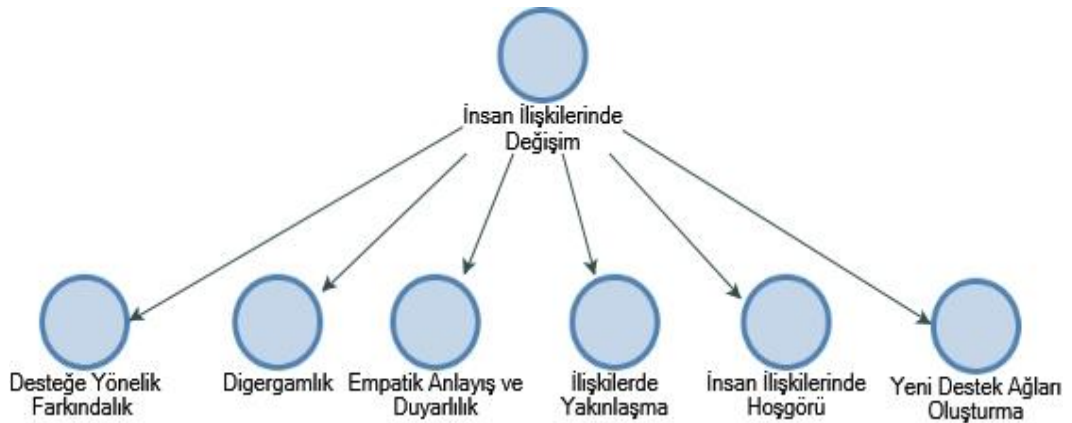 İnsan İlişkilerinde
Değişim
Desteğe Yönelik
Farkındalık
Digergamlık
Empatik Anlayış ve
Duyarlılık
İlişkilerde
Yakınlaşma
İnsan İlişkilerinde
Hoşgörü
Yeni Destek Ağları
Oluşturma